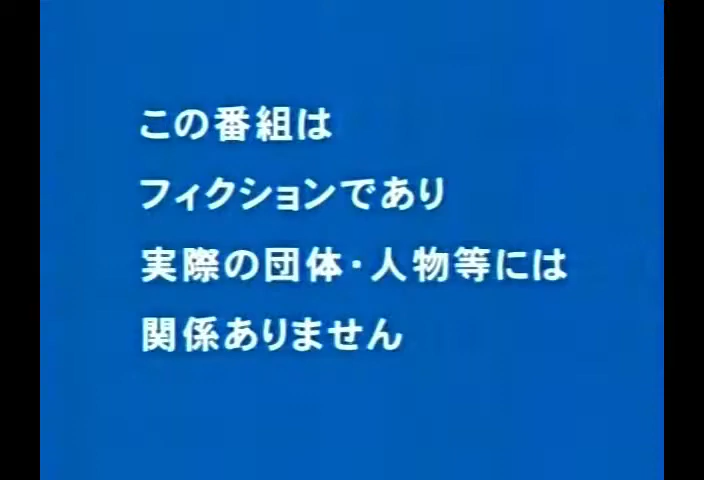 この番組は
フィクションであり
実際の団体・人物等には
関係ありません